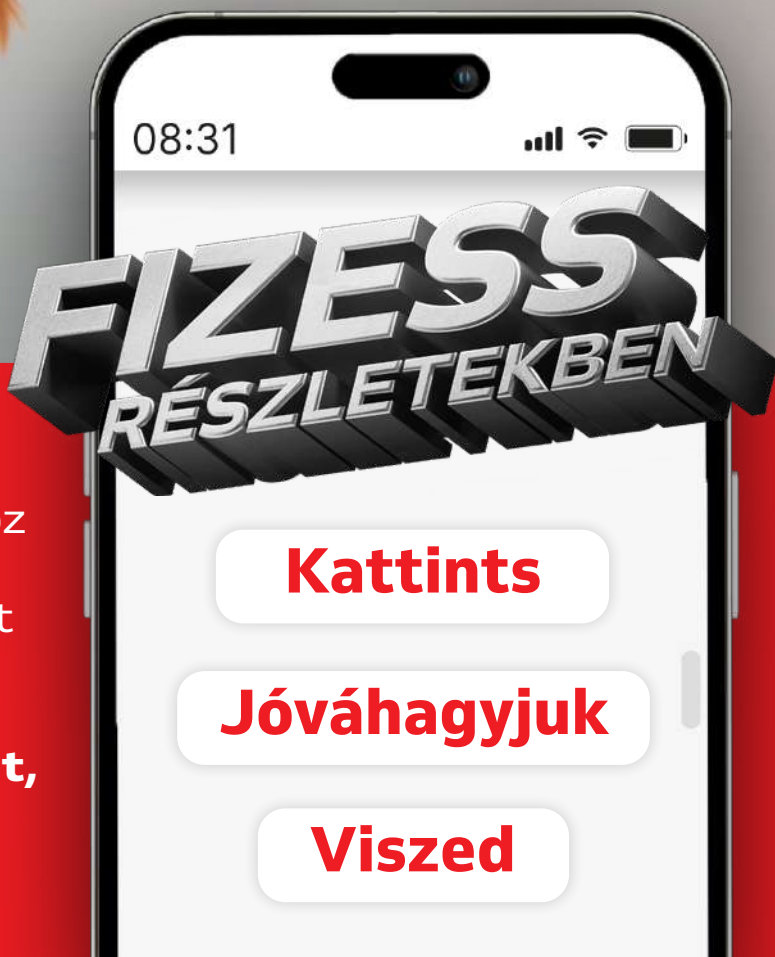 08:31
FIZESS
RÉSZLETEKBEN
Kattints
Jóváhagyjuk
Viszed